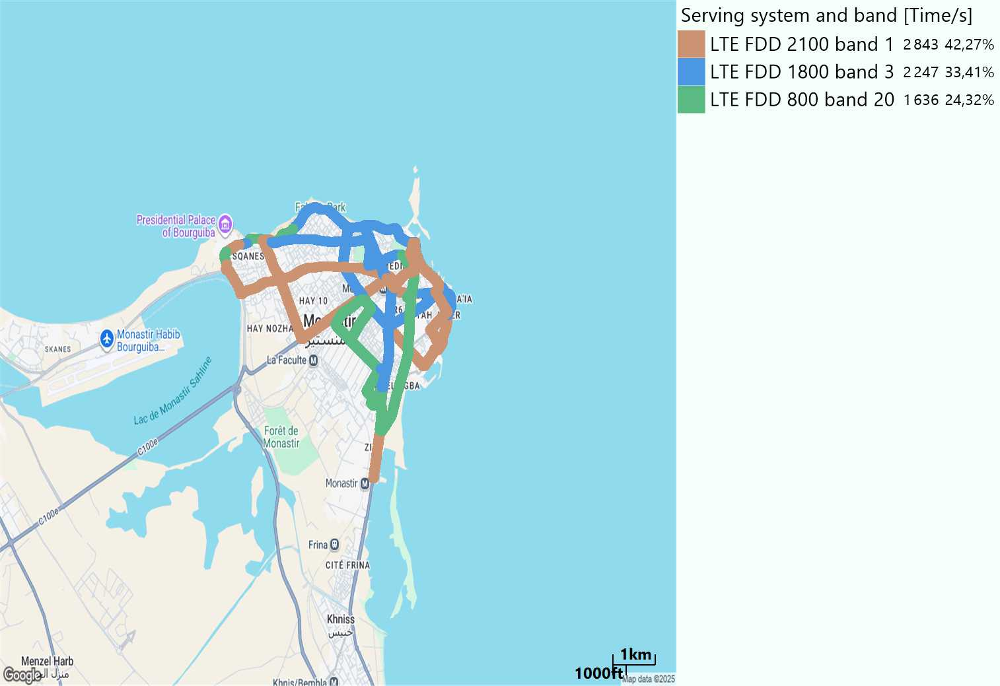 Serving system and band [Time/s]
LTE FDD 2100 band 1 2 843 42,27%
LTE FDD 1800 band 3 2 247 33,41%
LTE FDD 800 band 20 1 636 24,32%
Presidential Palace
of Bourguiba
SQANES
HAY 10
HAY NOZHA
La Faculte
M
Monastir Habib
Bourguiba...
SKANES
Lac de Monastir Sahline
C100e
Forêt de
Monastir
C100e
Monastir M
Frina
CITÉ FRINA
Khniss
خنيس
Menzel Harb
Khnis/Bembla M
Google
1km
1000ft
Map data ©2025